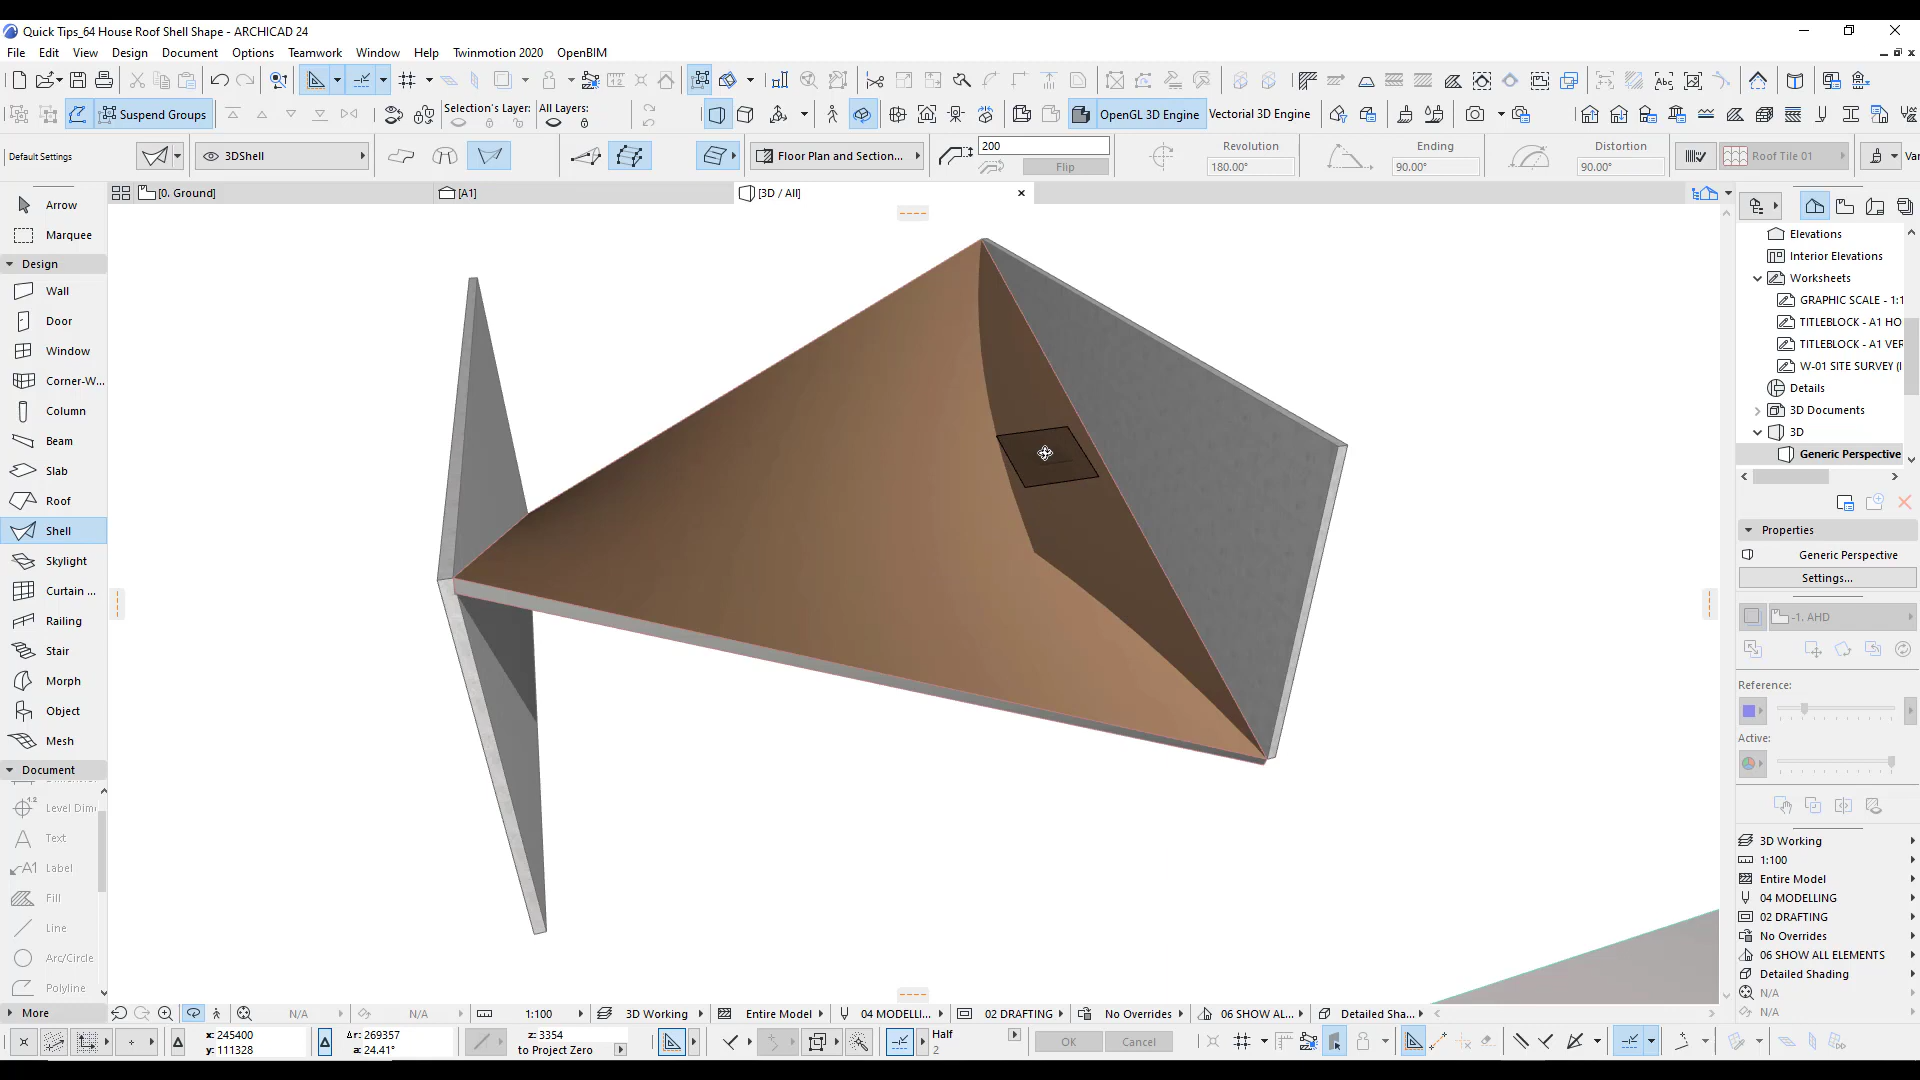 Quick Tips_64 House Roof Shell Shape - ARCHICAD 24
File Edit View Design Document Options Teamwork Window Help Twinmotion 2020 OpenBIM
Suspend Groups
Selection's Layer:
All Layers:
OpenGL 3D Engine
Vectorial 3D Engine
Default Settings
3DShell
Floor Plan and Section...
200
Flip
Revolution
180.00°
Ending
90.00°
Distortion
90.00°
Roof Tile 01
Var
[0. Ground]
[A1]
[3D / All]
Arrow
Marquee
Design
Wall
Door
Window
Corner-W...
Column
Beam
Slab
Roof
Shell
Skylight
Curtain ...
Railing
Stair
Morph
Object
Mesh
Document
Level Dim
Text
A1 Label
Fill
Line
Arc/Circle
Polyline
More
Elevations
Interior Elevations
Worksheets
GRAPHIC SCALE - 1:1
TITLEBLOCK - A1 HO
TITLEBLOCK - A1 VER
W-01 SITE SURVEY (I
Details
3D Documents
3D
Generic Perspective
Properties
Generic Perspective
Settings...
-1. AHD
Reference:
Active:
3D Working
1:100
Entire Model
04 MODELLING
02 DRAFTING
No Overrides
06 SHOW ALL ELEMENTS
Detailed Shading
N/A
N/A
N/A N/A 1:100 3D Working Entire Model 04 MODELLI... 02 DRAFTING No Overrides 06 SHOW AL... Detailed Sha...
x: 245400
y: 111328
Δr: 269357
a: 24.41°
z: 3354
to Project Zero
Half
2
OK
Cancel